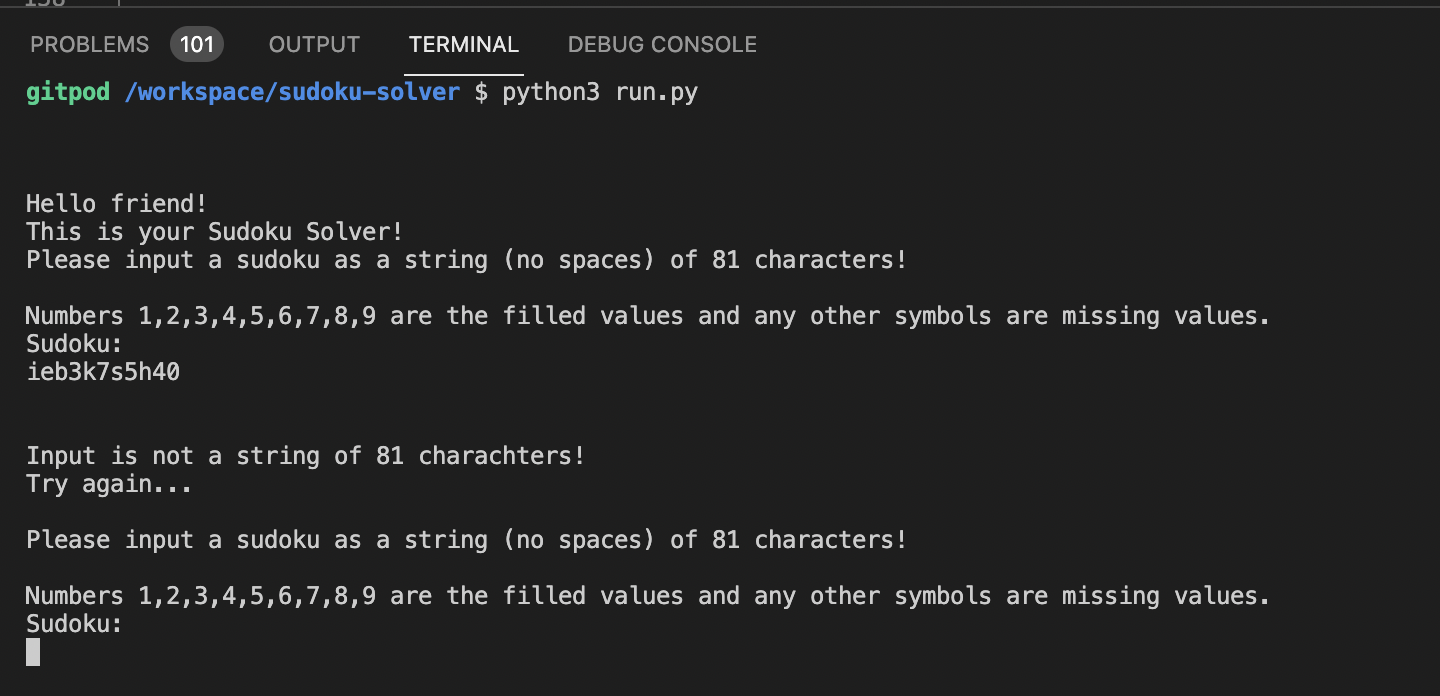 PROBLEMS 101 OUTPUT TERMINAL DEBUG CONSOLE
gitpod /workspace/sudoku-solver $ python3 run.py
Hello friend!
This is your Sudoku Solver!
Please input a sudoku as a string (no spaces) of 81 characters!
Numbers 1,2,3,4,5,6,7,8,9 are the filled values and any other symbols are missing values.
Sudoku:
ieb3k7s5h40
Input is not a string of 81 charachters!
Try again...
Please input a sudoku as a string (no spaces) of 81 characters!
Numbers 1,2,3,4,5,6,7,8,9 are the filled values and any other symbols are missing values.
Sudoku: